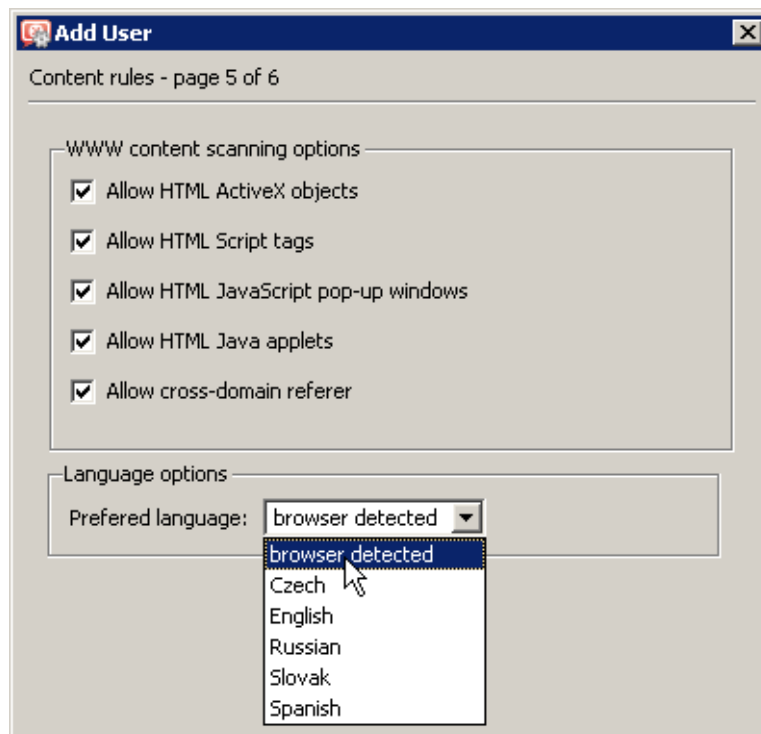 Add User
Content rules - page 5 of 6
WWW content scanning options
Allow HTML ActiveX objects
Allow HTML Script tags
Allow HTML JavaScript pop-up windows
Allow HTML Java applets
Allow cross-domain referer
Language options
Prefered language: browser detected
browser detected
Czech
English
Russian
Slovak
Spanish